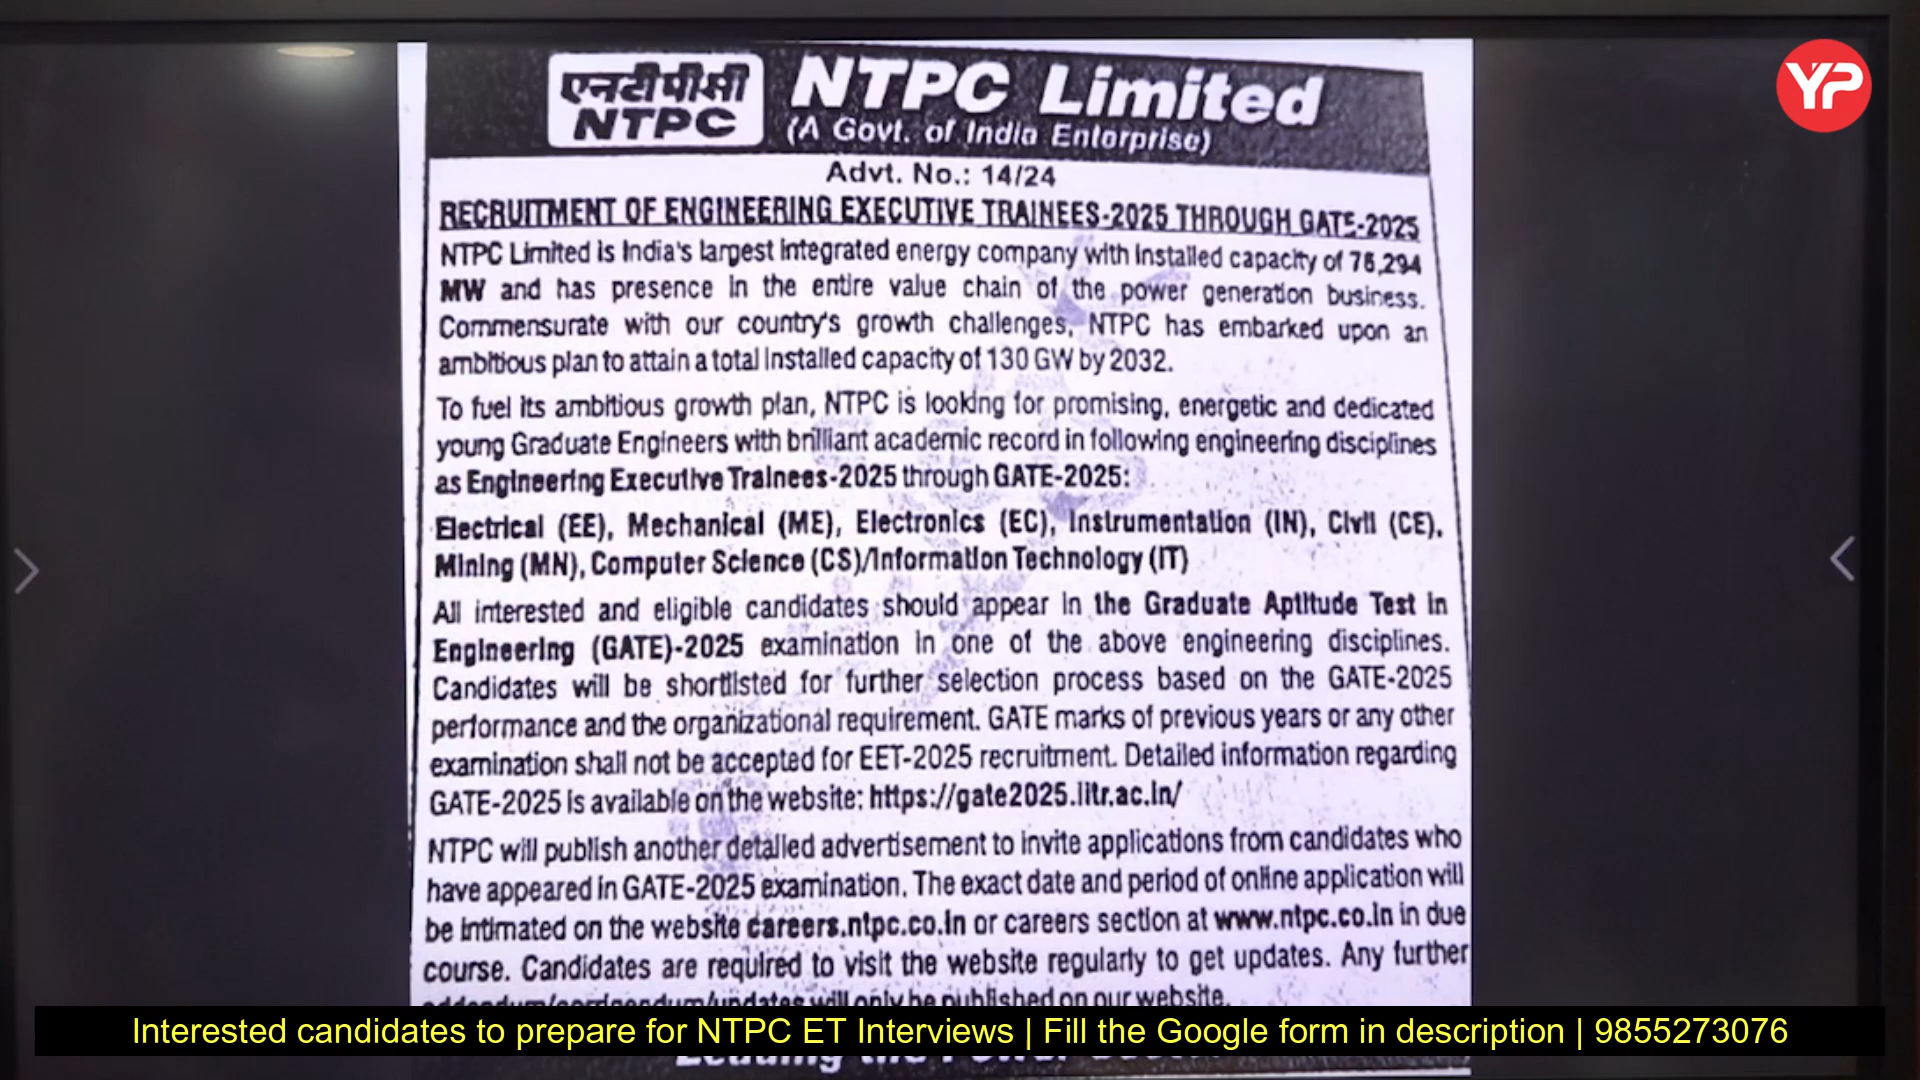 एनटीपीसी
NTPC
NTPC Limited
(A Govt. of India Enterprise)
YP
Advt. No.: 14/24
RECRUITMENT OF ENGINEERING EXECUTIVE TRAINEES-2025 THROUGH GATE-2025
NTPC Limited is India's largest integrated energy company with installed capacity of 76,294
MW and has presence in the entire value chain of the power generation business.
Commensurate with our country's growth challenges, NTPC has embarked upon an
ambitious plan to attain a total installed capacity of 130 GW by 2032.
To fuel its ambitious growth plan, NTPC is looking for promising, energetic and dedicated
young Graduate Engineers with brilliant academic record in following engineering disciplines
as Engineering Executive Trainees-2025 through GATE-2025:
Electrical (EE), Mechanical (ME), Electronics (EC), Instrumentation (IN), Civil (CE),
Mining (MN), Computer Science (CS)/Information Technology (IT)
All interested and eligible candidates should appear in the Graduate Aptitude Test in
Engineering (GATE)-2025 examination in one of the above engineering disciplines.
Candidates will be shortlisted for further selection process based on the GATE-2025
performance and the organizational requirement. GATE marks of previous years or any other
examination shall not be accepted for EET-2025 recruitment. Detailed information regarding
GATE-2025 is available on the website: https://gate2025.iitr.ac.in/
NTPC will publish another detailed advertisement to invite applications from candidates who
have appeared in GATE-2025 examination. The exact date and period of online application will
be intimated on the website careers.ntpc.co.in or careers section at www.ntpc.co.in in due
course. Candidates are required to visit the website regularly to get updates. Any further
addendum/corrigendum/updates will only be published on our website.
Interested candidates to prepare for NTPC ET Interviews | Fill the Google form in description | 9855273076
Leading the Power